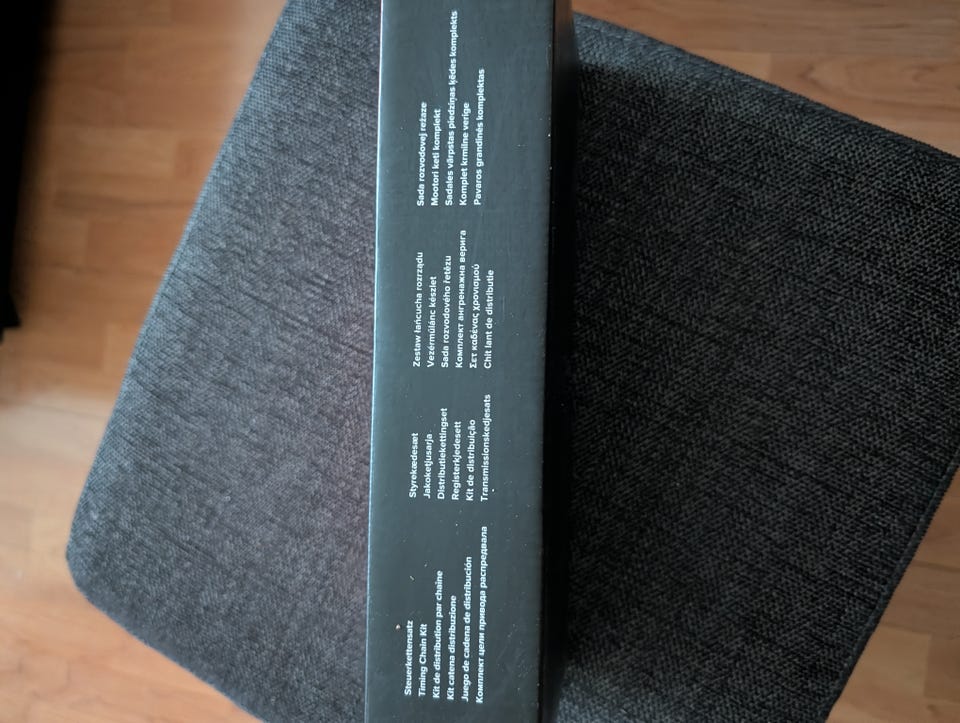 Steuerkettensatz
Timing Chain Kit
Kit de distribution par chaîne
Kit catena distribuzione
Juego de cadena de distribución
Комплект цепи привода распредвала
Styrekædesæt
Jakoketjusarja
Distributiekettingset
Registerkjedesett
Kit de distribuição
Transmissionskedjesats
Zestaw łańcucha rozrządu
Vezérműlánc készlet
Sada rozvodového řetězu
Комплект ангренажна верига
Σετ καδένας χρονισμού
Chit lant de distributie
Sada rozvodovej reťaze
Mootori keti komplekt
Sadales vārpstas piedziņas ķēdes komplekts
Komplet krmilne verige
Pavaros grandinės komplektas